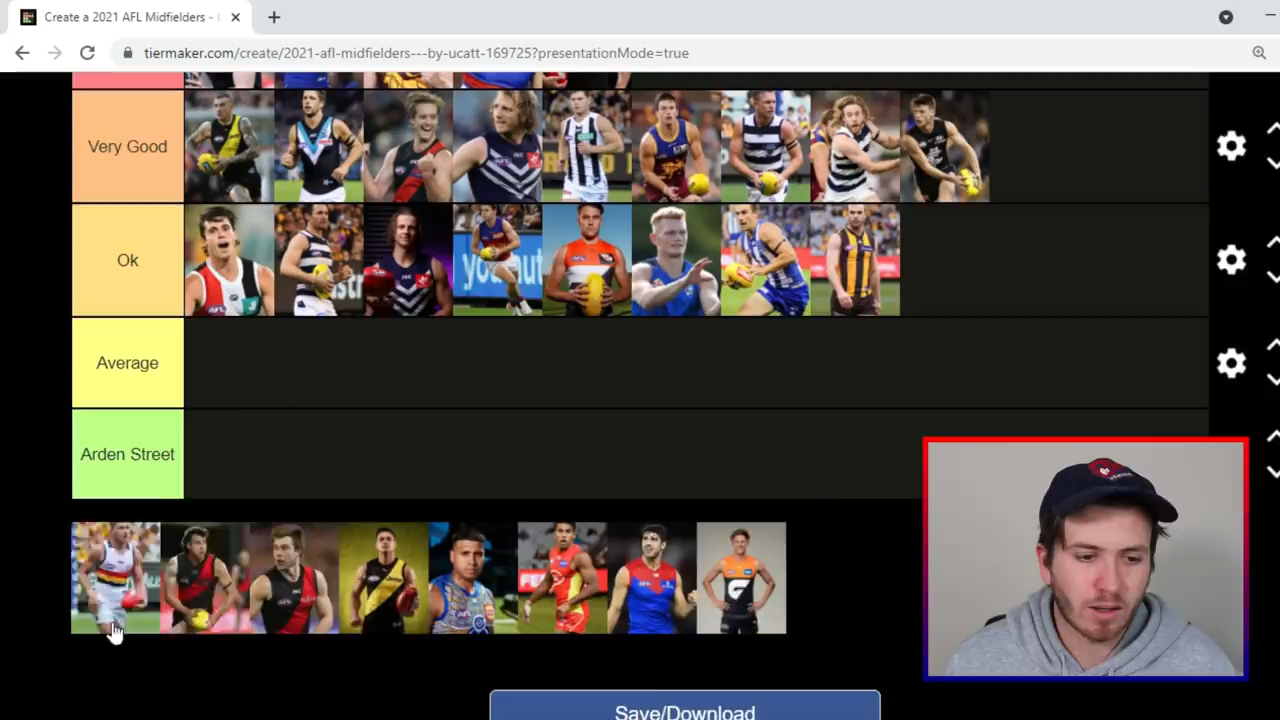 Create a 2021 AFL Midfielders -
tiermaker.com/create/2021-afl-midfielders---by-ucatt-169725?presentationMode=true
Very Good
Ok
Average
Arden Street
Save/Download